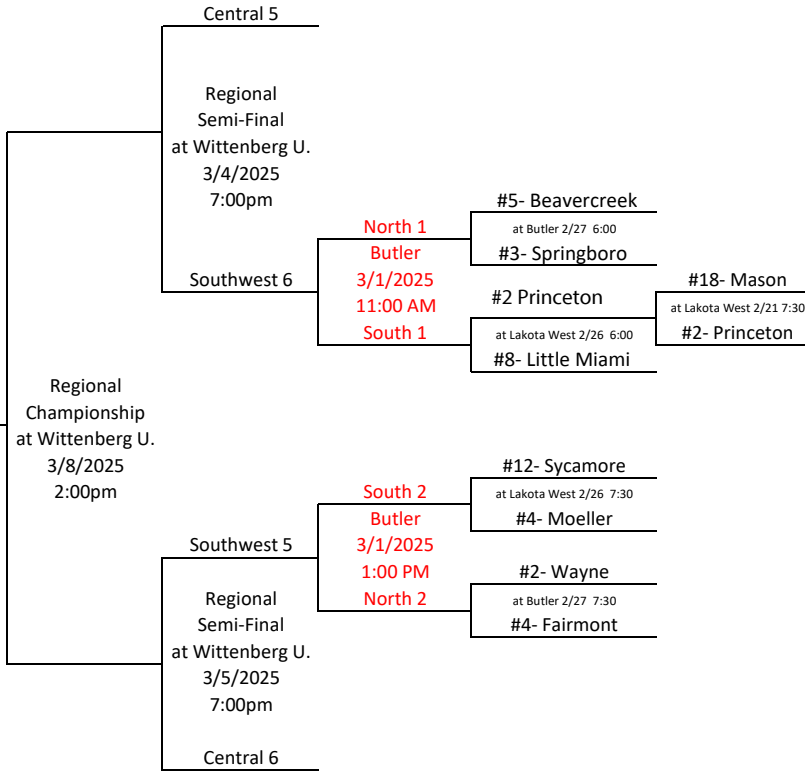 Central 5
Regional
Semi-Final
at Wittenberg U.
3/4/2025
7:00pm
Southwest 6
North 1
Butler
3/1/2025
11:00 AM
South 1
#5- Beavercreek
at Butler 2/27 6:00
#3- Springboro
#2 Princeton
at Lakota West 2/26 6:00
#8- Little Miami
#18- Mason
at Lakota West 2/21 7:30
#2- Princeton
Regional
Championship
at Wittenberg U.
3/8/2025
2:00pm
Southwest 5
Regional
Semi-Final
at Wittenberg U.
3/5/2025
7:00pm
Central 6
South 2
Butler
3/1/2025
1:00 PM
North 2
#12- Sycamore
at Lakota West 2/26 7:30
#4- Moeller
#2- Wayne
at Butler 2/27 7:30
#4- Fairmont